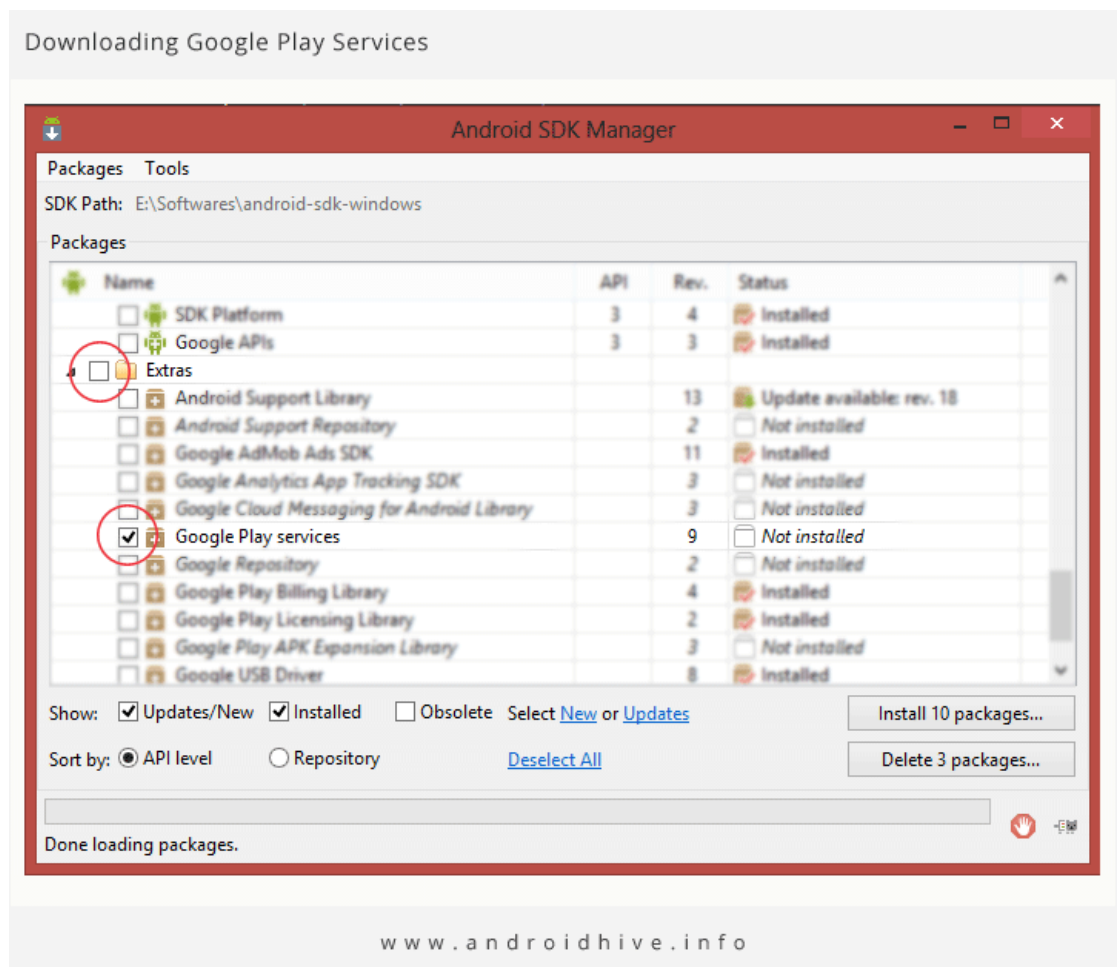 Downloading Google Play Services
Android SDK Manager
Packages Tools
SDK Path: E:\Softwares\android-sdk-windows
Packages
Name API Rev. Status
SDK Platform 3 4 Installed
Google APIs 3 3 Installed
Extras
Android Support Library 13 Update available: rev. 18
Android Support Repository 2 Not installed
Google AdMob Ads SDK 11 Installed
Google Analytics App Tracking SDK 3 Not installed
Google Cloud Messaging for Android Library 3 Not installed
Google Play services 9 Not installed
Google Repository 2 Not installed
Google Play Billing Library 4 Installed
Google Play Licensing Library 2 Installed
Google Play APK Expansion Library 3 Not installed
Google USB Driver 8 Installed
Show: Updates/New Installed Obsolete Select New or Updates Install 10 packages...
Sort by: API level Repository Deselect All Delete 3 packages...
Done loading packages.
www.androidhive.info